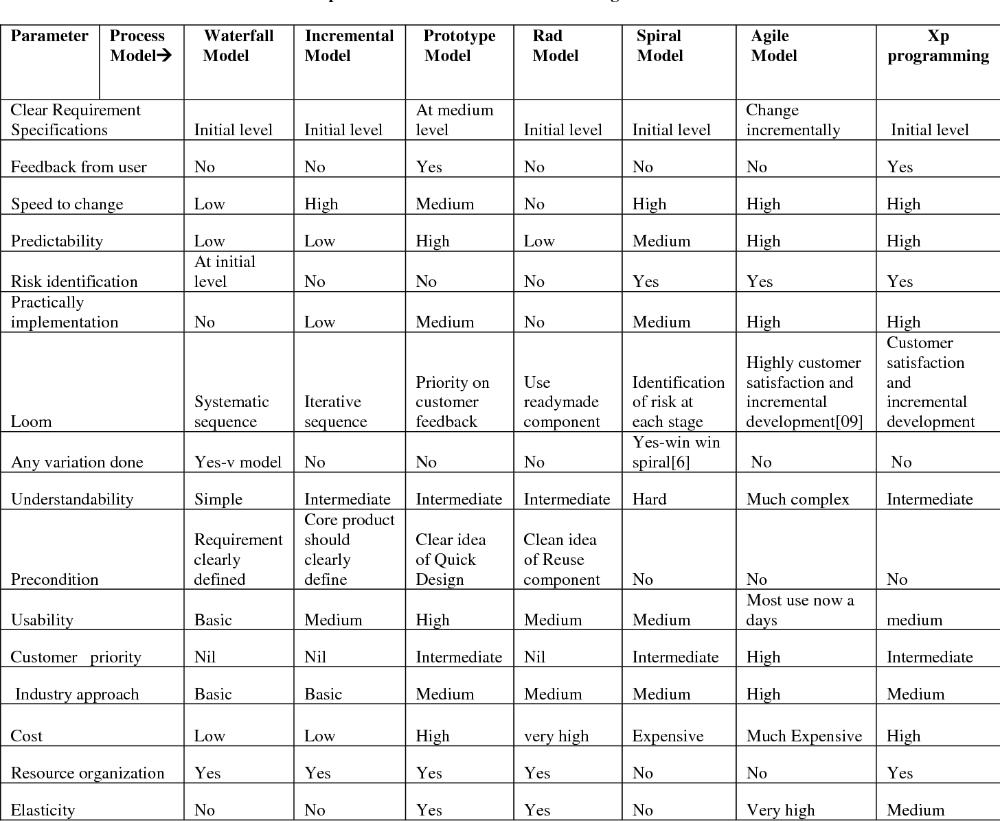 Parameter Process Waterfall Incremental Prototype Rad Spiral Agile Xp
Model→ Model Model Model Model Model Model programming
Clear Requirement At medium Change
Specifications Initial level Initial level level Initial level Initial level incrementally Initial level
Feedback from user No No Yes No No No Yes
Speed to change Low High Medium No High High High
Predictability Low Low High Low Medium High High
At initial
Risk identification level No No No Yes Yes Yes
Practically
implementation No Low Medium No Medium High High
Customer
Highly customer satisfaction
Priority on Use Identification satisfaction and and
Systematic Iterative customer readymade of risk at incremental incremental
Loom sequence sequence feedback component each stage development[09] development
Yes-win win
Any variation done Yes-v model No No No spiral[6] No No
Understandability Simple Intermediate Intermediate Intermediate Hard Much complex Intermediate
Core product
Requirement should Clear idea Clean idea
clearly clearly of Quick of Reuse
Precondition defined define Design component No No No
Most use now a
Usability Basic Medium High Medium Medium days medium
Customer priority Nil Nil Intermediate Nil Intermediate High Intermediate
Industry approach Basic Basic Medium Medium Medium High Medium
Cost Low Low High very high Expensive Much Expensive High
Resource organization Yes Yes Yes Yes No No Yes
Elasticity No No Yes Yes No Very high Medium